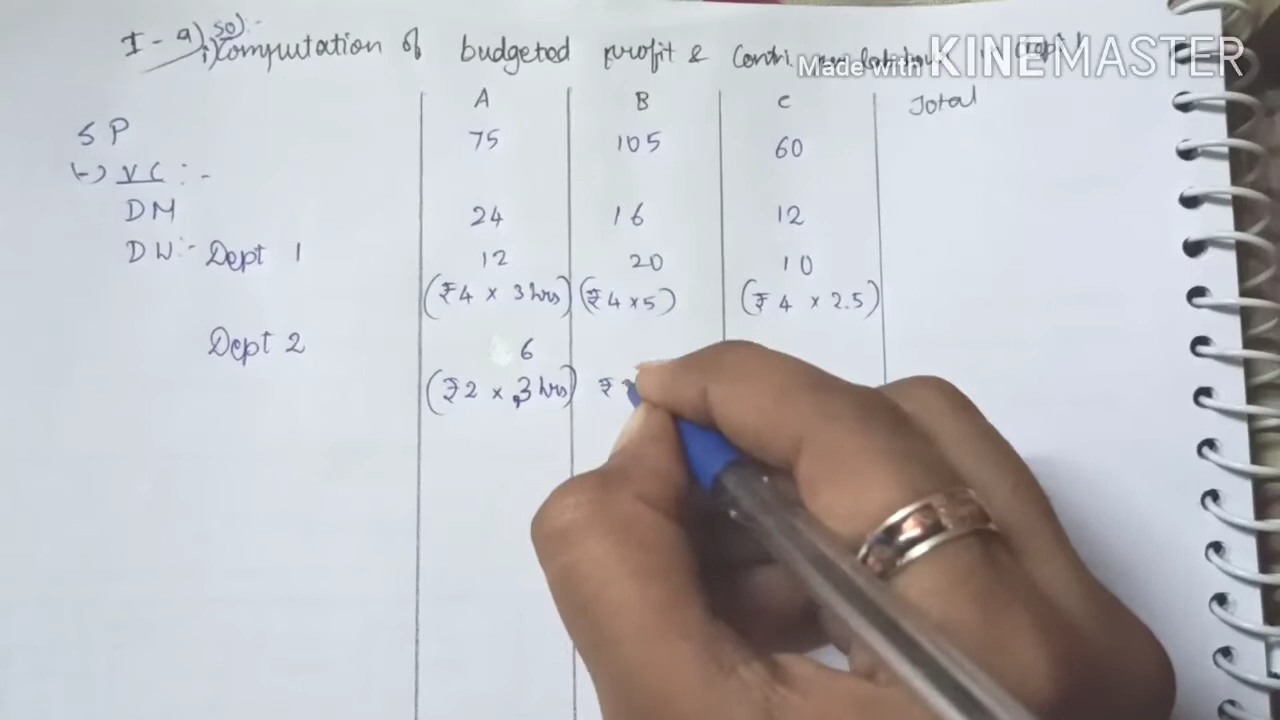 I - a) sol :-
i) Computation of budgeted profit & Contri.
Made with KINEMASTER
A B C Total
SP 75 105 60
(-) VC :-
DM 24 16 12
DW :- Dept 1 12 20 10
(₹4 × 3 hrs) (₹4 × 5) (₹ 4 × 2.5)
Dept 2 6
(₹2 × 3 hrs) ₹